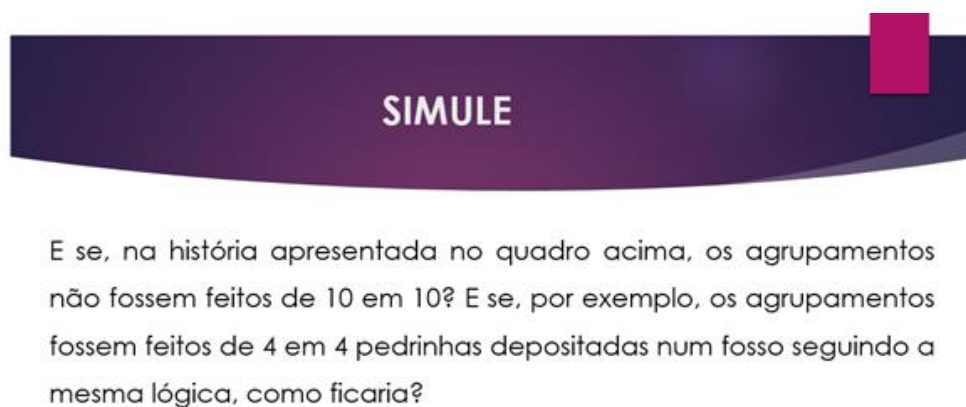 SIMULE
E se, na história apresentada no quadro acima, os agrupamentos
não fossem feitos de 10 em 10? E se, por exemplo, os agrupamentos
fossem feitos de 4 em 4 pedrinhas depositadas num fosso seguindo a
mesma lógica, como ficaria?